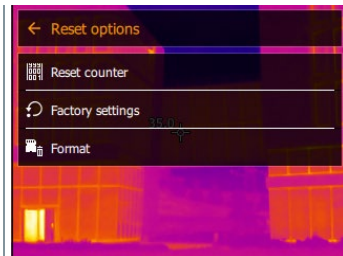 Reset options
Reset counter
Factory settings
35.0
Format